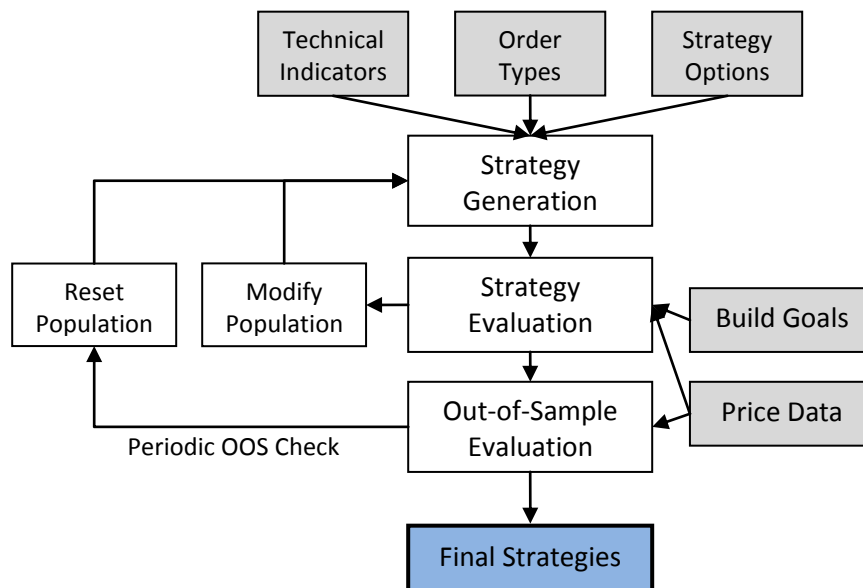 Technical
Indicators
Order
Types
Strategy
Options
Strategy
Generation
Reset
Population
Modify
Population
Strategy
Evaluation
Build Goals
Out-of-Sample
Evaluation
Price Data
Periodic OOS Check
Final Strategies